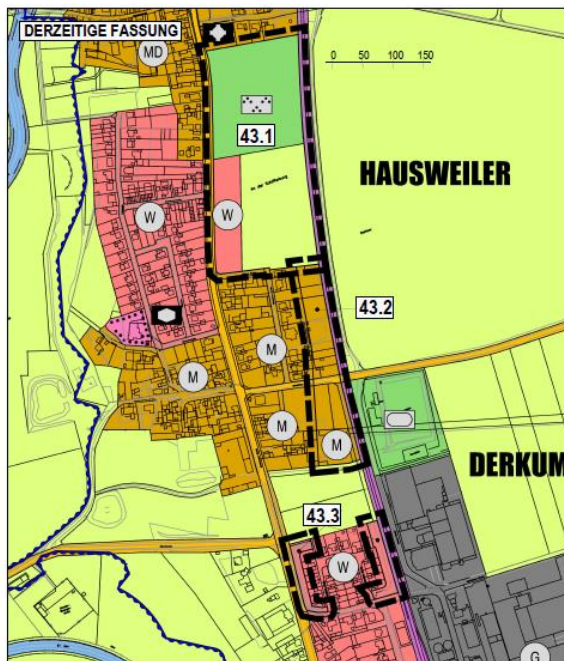 DERZEITIGE FASSUNG
MD
0 50 100 150
43.1
HAUSWEILER
W
W
43.2
M
M
M
M
DERKUM
43.3
W
G